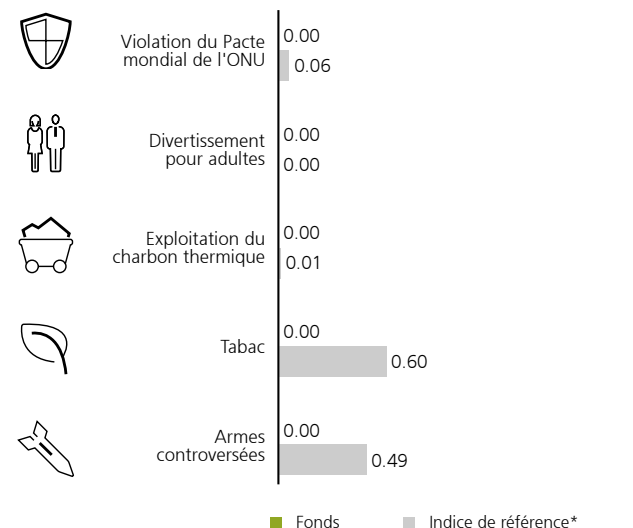 Violation du Pacte
mondial de l'ONU
0.00
0.06
Divertissement
pour adultes
0.00
0.00
Exploitation du
charbon thermique
0.00
0.01
Tabac
0.00
0.60
Armes
controversées
0.00
0.49
Fonds
Indice de référence*